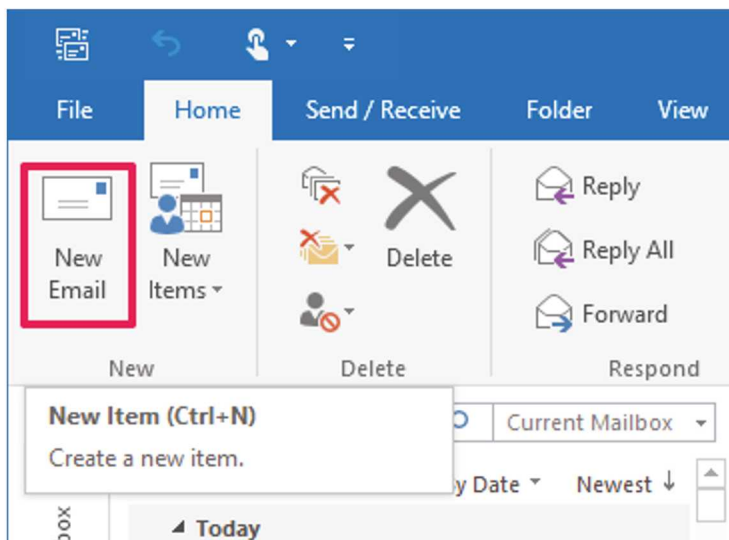 File Home Send / Receive Folder View
New Email
New Items
Delete
Reply
Reply All
Forward
New Delete Respond
New Item (Ctrl+N)
Create a new item.
Current Mailbox
Date Newest
Today